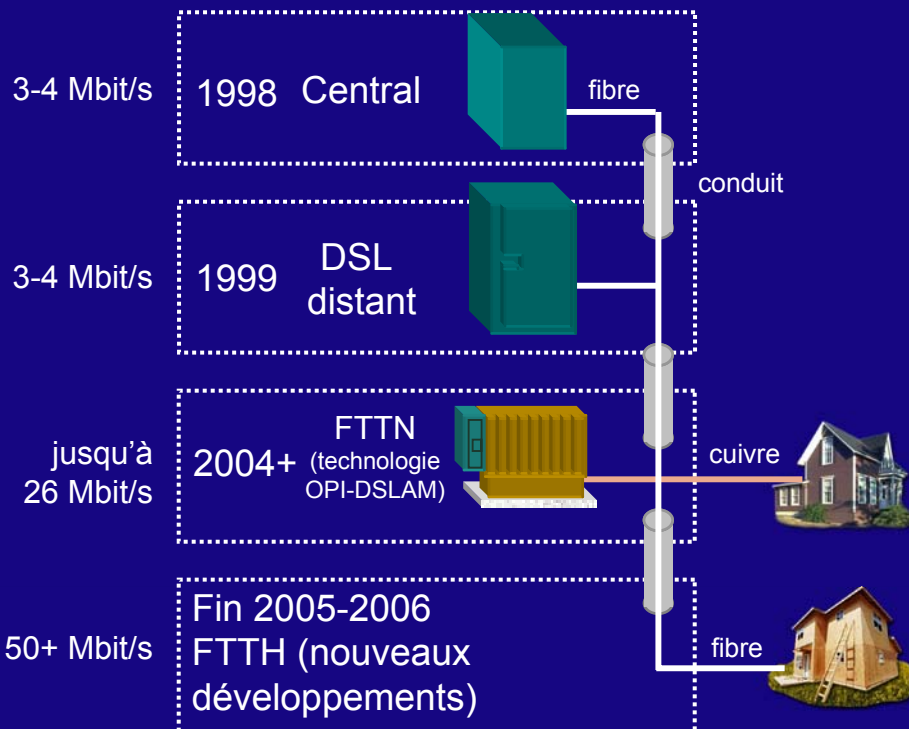 3-4 Mbit/s
1998 Central
fibre
conduit
3-4 Mbit/s
1999
DSL
distant
jusqu'à
26 Mbit/s
2004+
FTTN
(technologie
OPI-DSLAM)
cuivre
50+ Mbit/s
Fin 2005-2006
FTTH (nouveaux
développements)
fibre